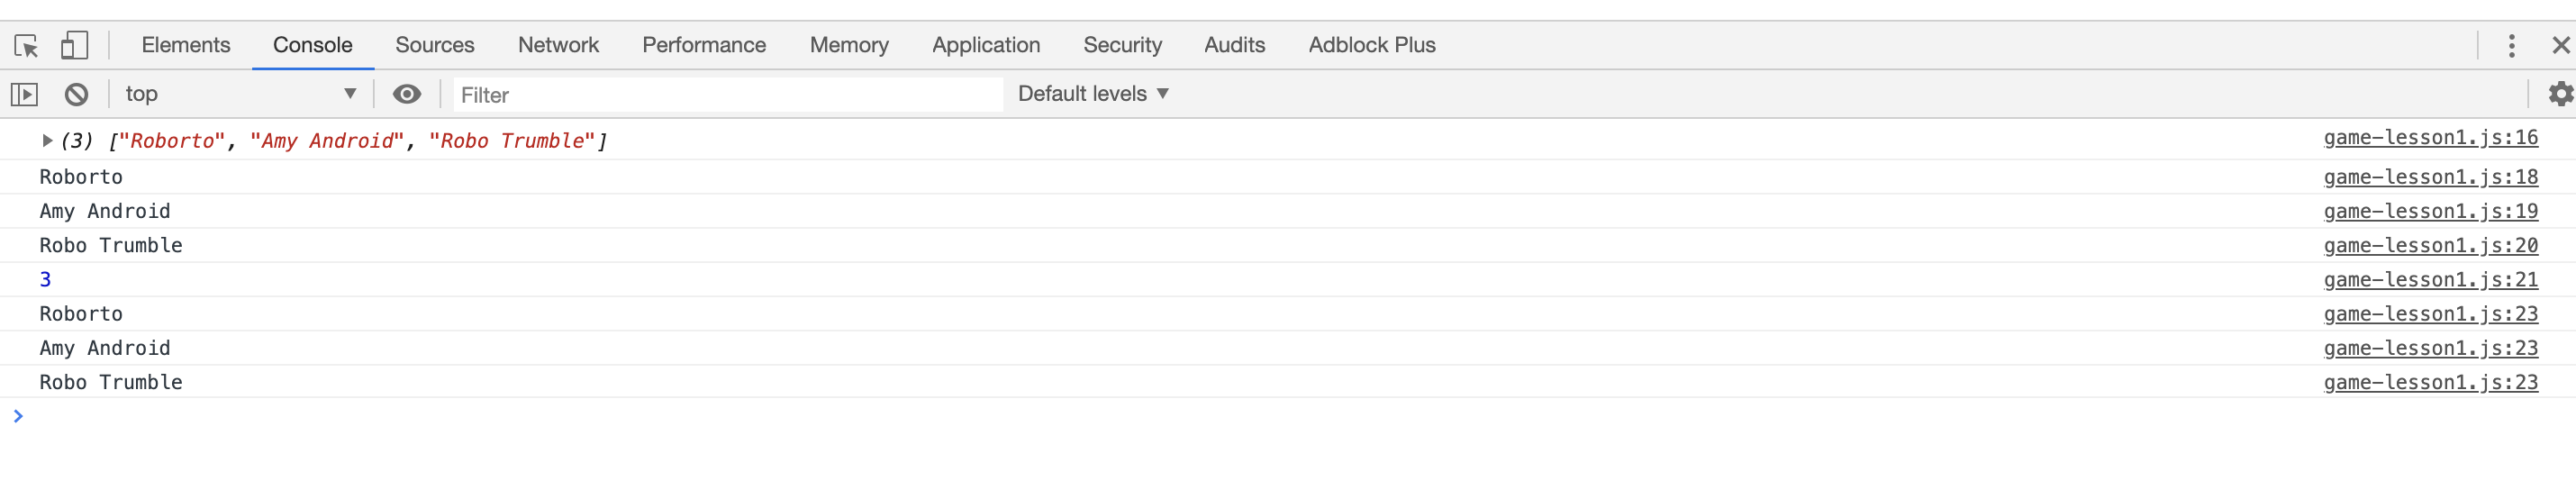 Elements Console Sources Network Performance Memory Application Security Audits Adblock Plus
top Filter Default levels
(3) ["Roborto", "Amy Android", "Robo Trumble"] game-lesson1.js:16
Roborto game-lesson1.js:18
Amy Android game-lesson1.js:19
Robo Trumble game-lesson1.js:20
3 game-lesson1.js:21
Roborto game-lesson1.js:23
Amy Android game-lesson1.js:23
Robo Trumble game-lesson1.js:23